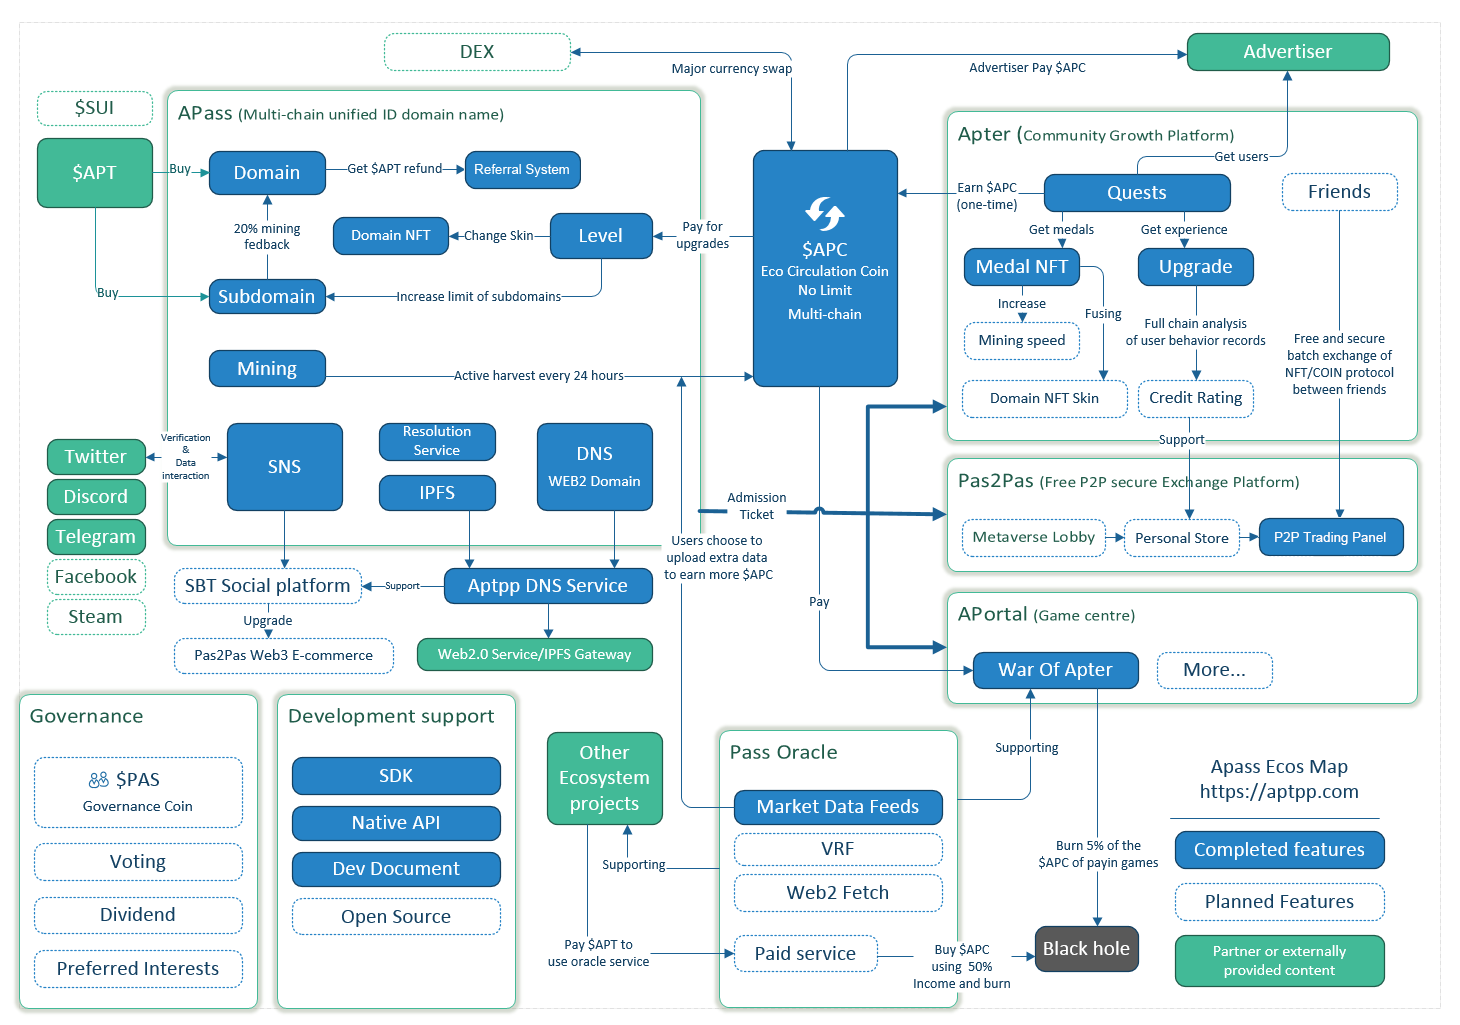 DEX
Major currency swap
Advertiser Pay $APC
Advertiser
$SUI
$APT
Buy
Buy
APass (Multi-chain unified ID domain name)
Domain
Get $APT refund
Referral System
20% mining
fedback
Domain NFT
Change Skin
Level
Pay for
upgrades
Subdomain
Increase limit of subdomains
Mining
Active harvest every 24 hours
$APC
Eco Circulation Coin
No Limit
Multi-chain
Apter (Community Growth Platform)
Get users
Earn $APC
(one-time)
Quests
Friends
Get medals
Get experience
Medal NFT
Upgrade
Increase
Fusing
Mining speed
Full chain analysis
of user behavior records
Free and secure
batch exchange of
NFT/COIN protocol
between friends
Domain NFT Skin
Credit Rating
Support
Twitter
Discord
Telegram
Facebook
Steam
Verification
&
Data
interaction
SNS
Resolution
Service
IPFS
DNS
WEB2 Domain
Admission
Ticket
Users choose to
upload extra data
to earn more $APC
Pas2Pas (Free P2P secure Exchange Platform)
Metaverse Lobby
Personal Store
P2P Trading Panel
SBT Social platform
Support
Aptpp DNS Service
Upgrade
Pas2Pas Web3 E-commerce
Web2.0 Service/IPFS Gateway
Pay
APortal (Game centre)
War Of Apter
More...
Governance
$PAS
Governance Coin
Voting
Dividend
Preferred Interests
Development support
SDK
Native API
Dev Document
Open Source
Other
Ecosystem
projects
Supporting
Pay $APT to
use oracle service
Pass Oracle
Market Data Feeds
VRF
Web2 Fetch
Paid service
Supporting
Buy $APC
using 50%
Income and burn
Burn 5% of the
$APC of payin games
Black hole
Apass Ecos Map
https://aptpp.com
Completed features
Planned Features
Partner or externally
provided content